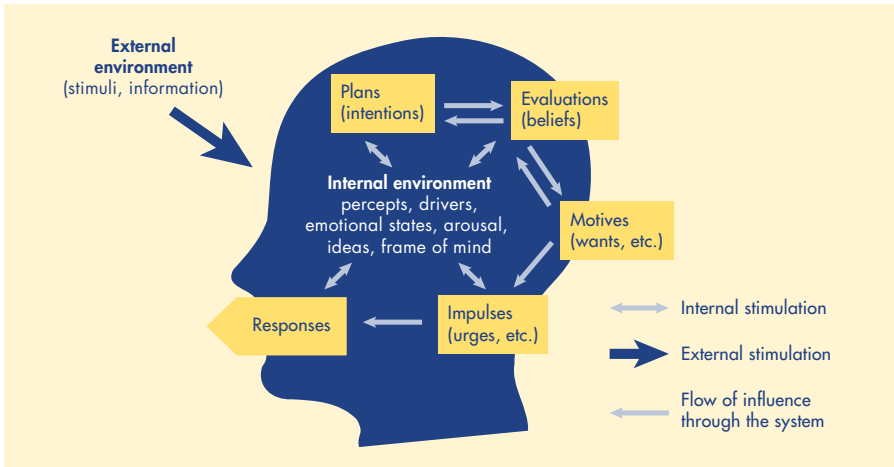 External
environment
(stimuli, information)
Plans
(intentions)
Evaluations
(beliefs)
Internal environment
percepts, drivers,
emotional states, arousal,
ideas, frame of mind
Motives
(wants, etc.)
Responses
Impulses
(urges, etc.)
Internal stimulation
External stimulation
Flow of influence
through the system